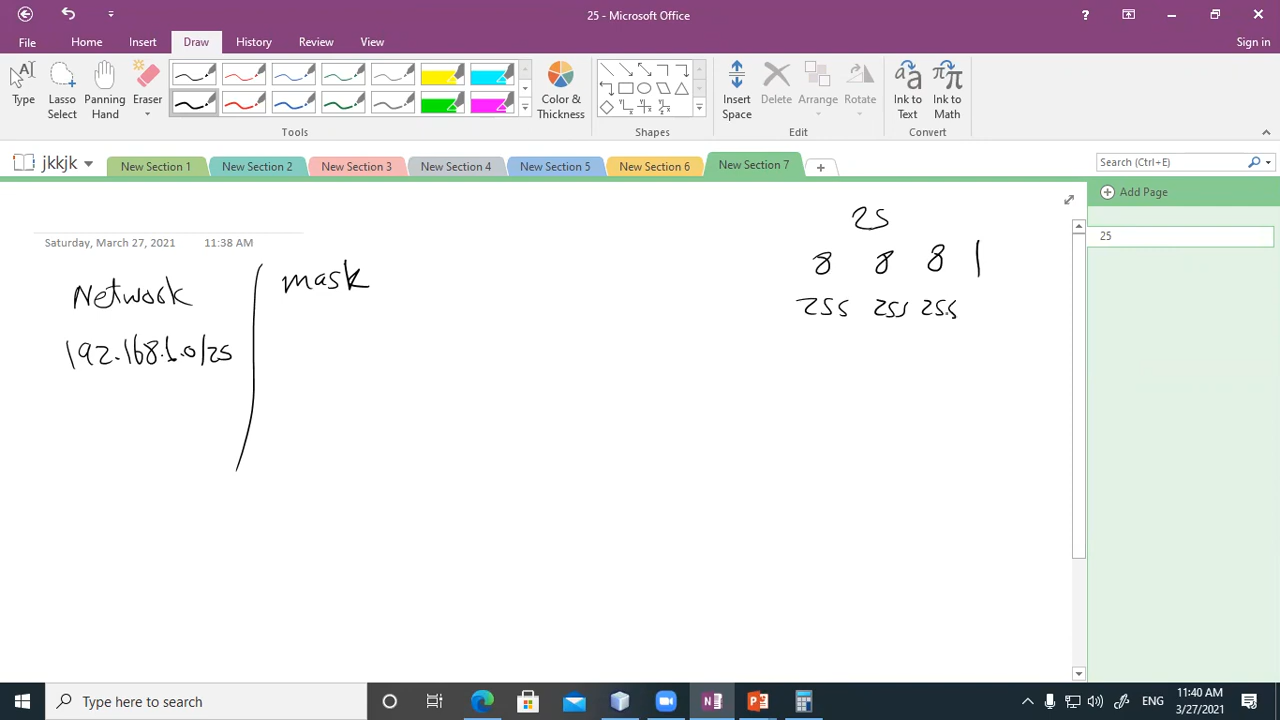 25 - Microsoft Office
File Home Insert Draw History Review View Sign in
Type Lasso Select Panning Hand Eraser Color & Thickness Insert Space Delete Arrange Rotate Ink to Text Ink to Math
Tools Shapes Edit Convert
jkkjk New Section 1 New Section 2 New Section 3 New Section 4 New Section 5 New Section 6 New Section 7 Search (Ctrl+E)
Add Page
25
Saturday, March 27, 2021 11:38 AM
25
8 8 8 1
255 255 255
Network mask
192.168.1.0/25
Type here to search
ENG 11:40 AM
3/27/2021